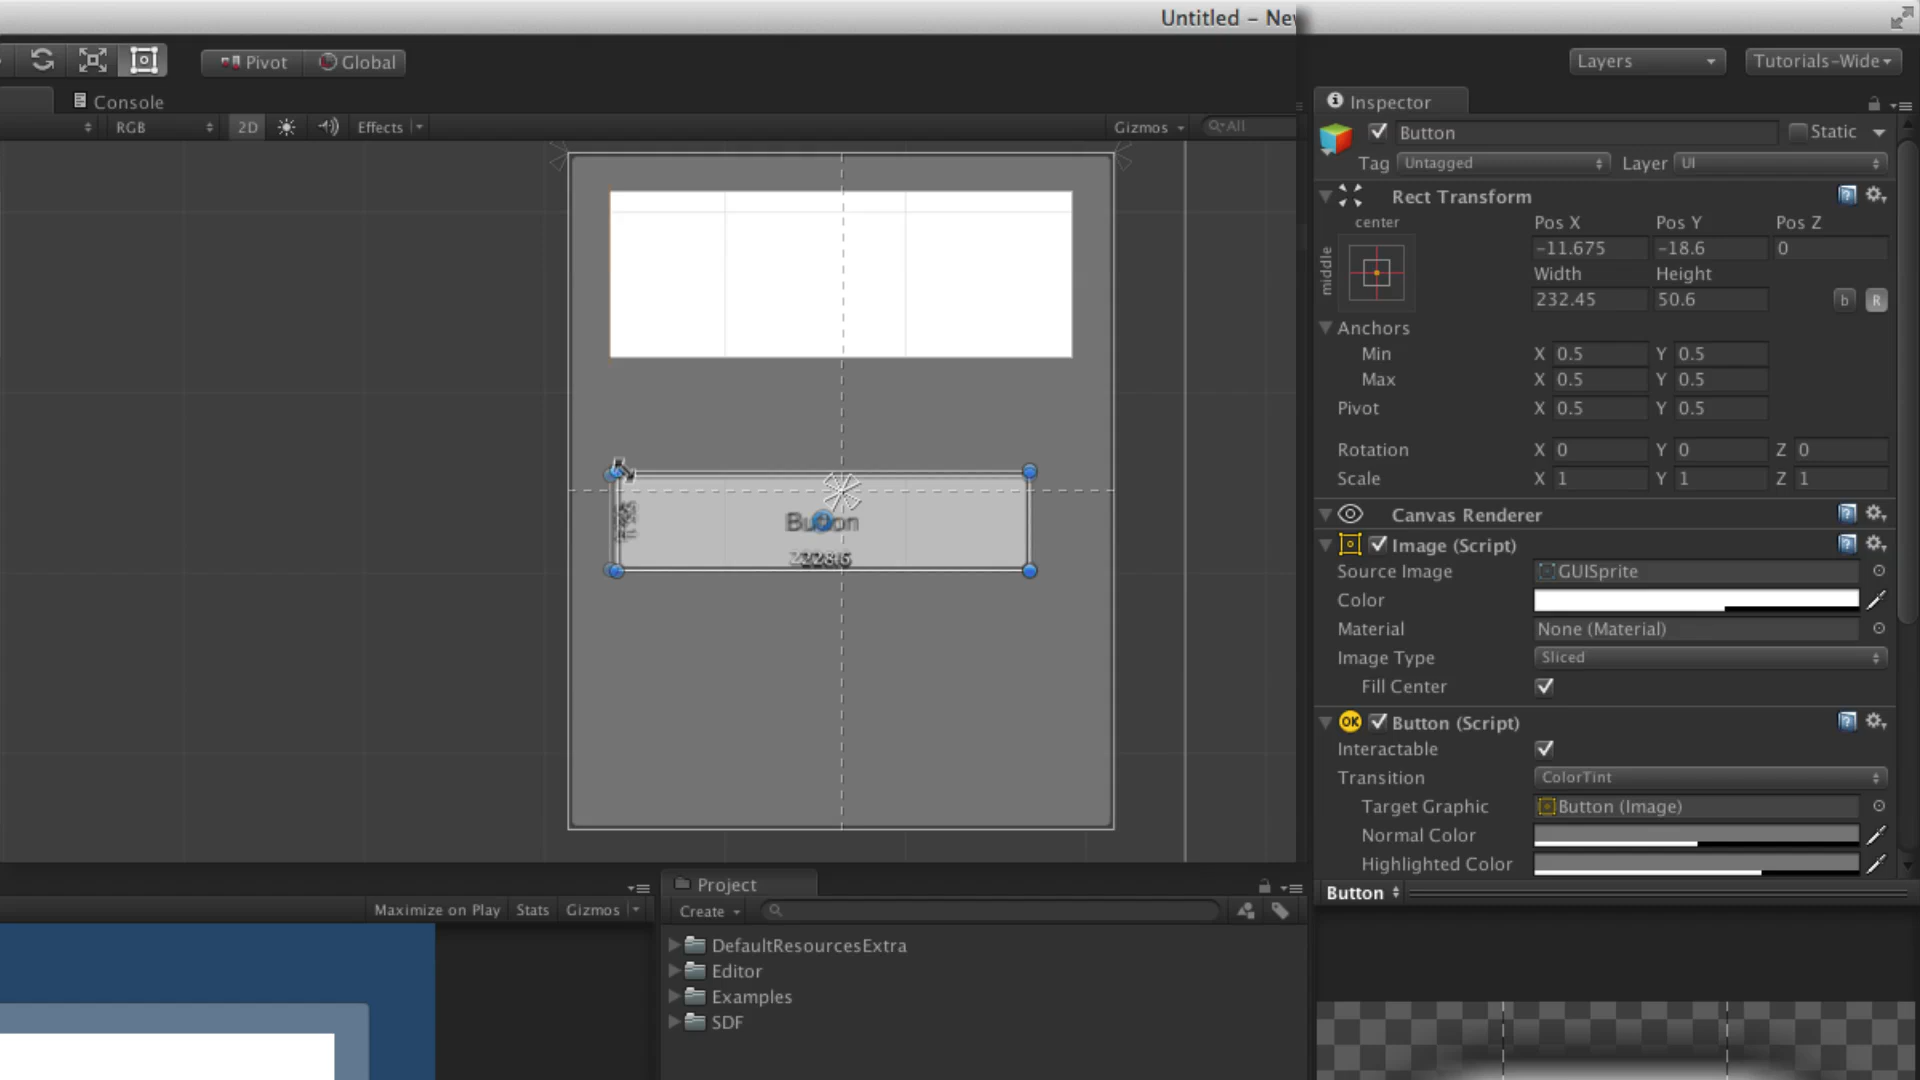 Untitled – Nev
Pivot
Global
Layers
Tutorials-Wide
Console
Inspector
RGB
2D
Effects
Gizmos
All
Button
Static
Tag
Untagged
Layer
UI
Rect Transform
center
Pos X
Pos Y
Pos Z
middle
-11.675
-18.6
0
Width
Height
232.45
50.6
b
R
Anchors
Min
X 0.5
Y 0.5
Max
X 0.5
Y 0.5
Pivot
X 0.5
Y 0.5
Rotation
X 0
Y 0
Z 0
Scale
X 1
Y 1
Z 1
Button
Canvas Renderer
Image (Script)
Source Image
GUISprite
Color
Material
None (Material)
Image Type
Sliced
Fill Center
OK
Button (Script)
Interactable
Transition
ColorTint
Target Graphic
Button (Image)
Normal Color
Highlighted Color
Button
Project
Maximize on Play
Stats
Gizmos
Create
DefaultResourcesExtra
Editor
Examples
SDF